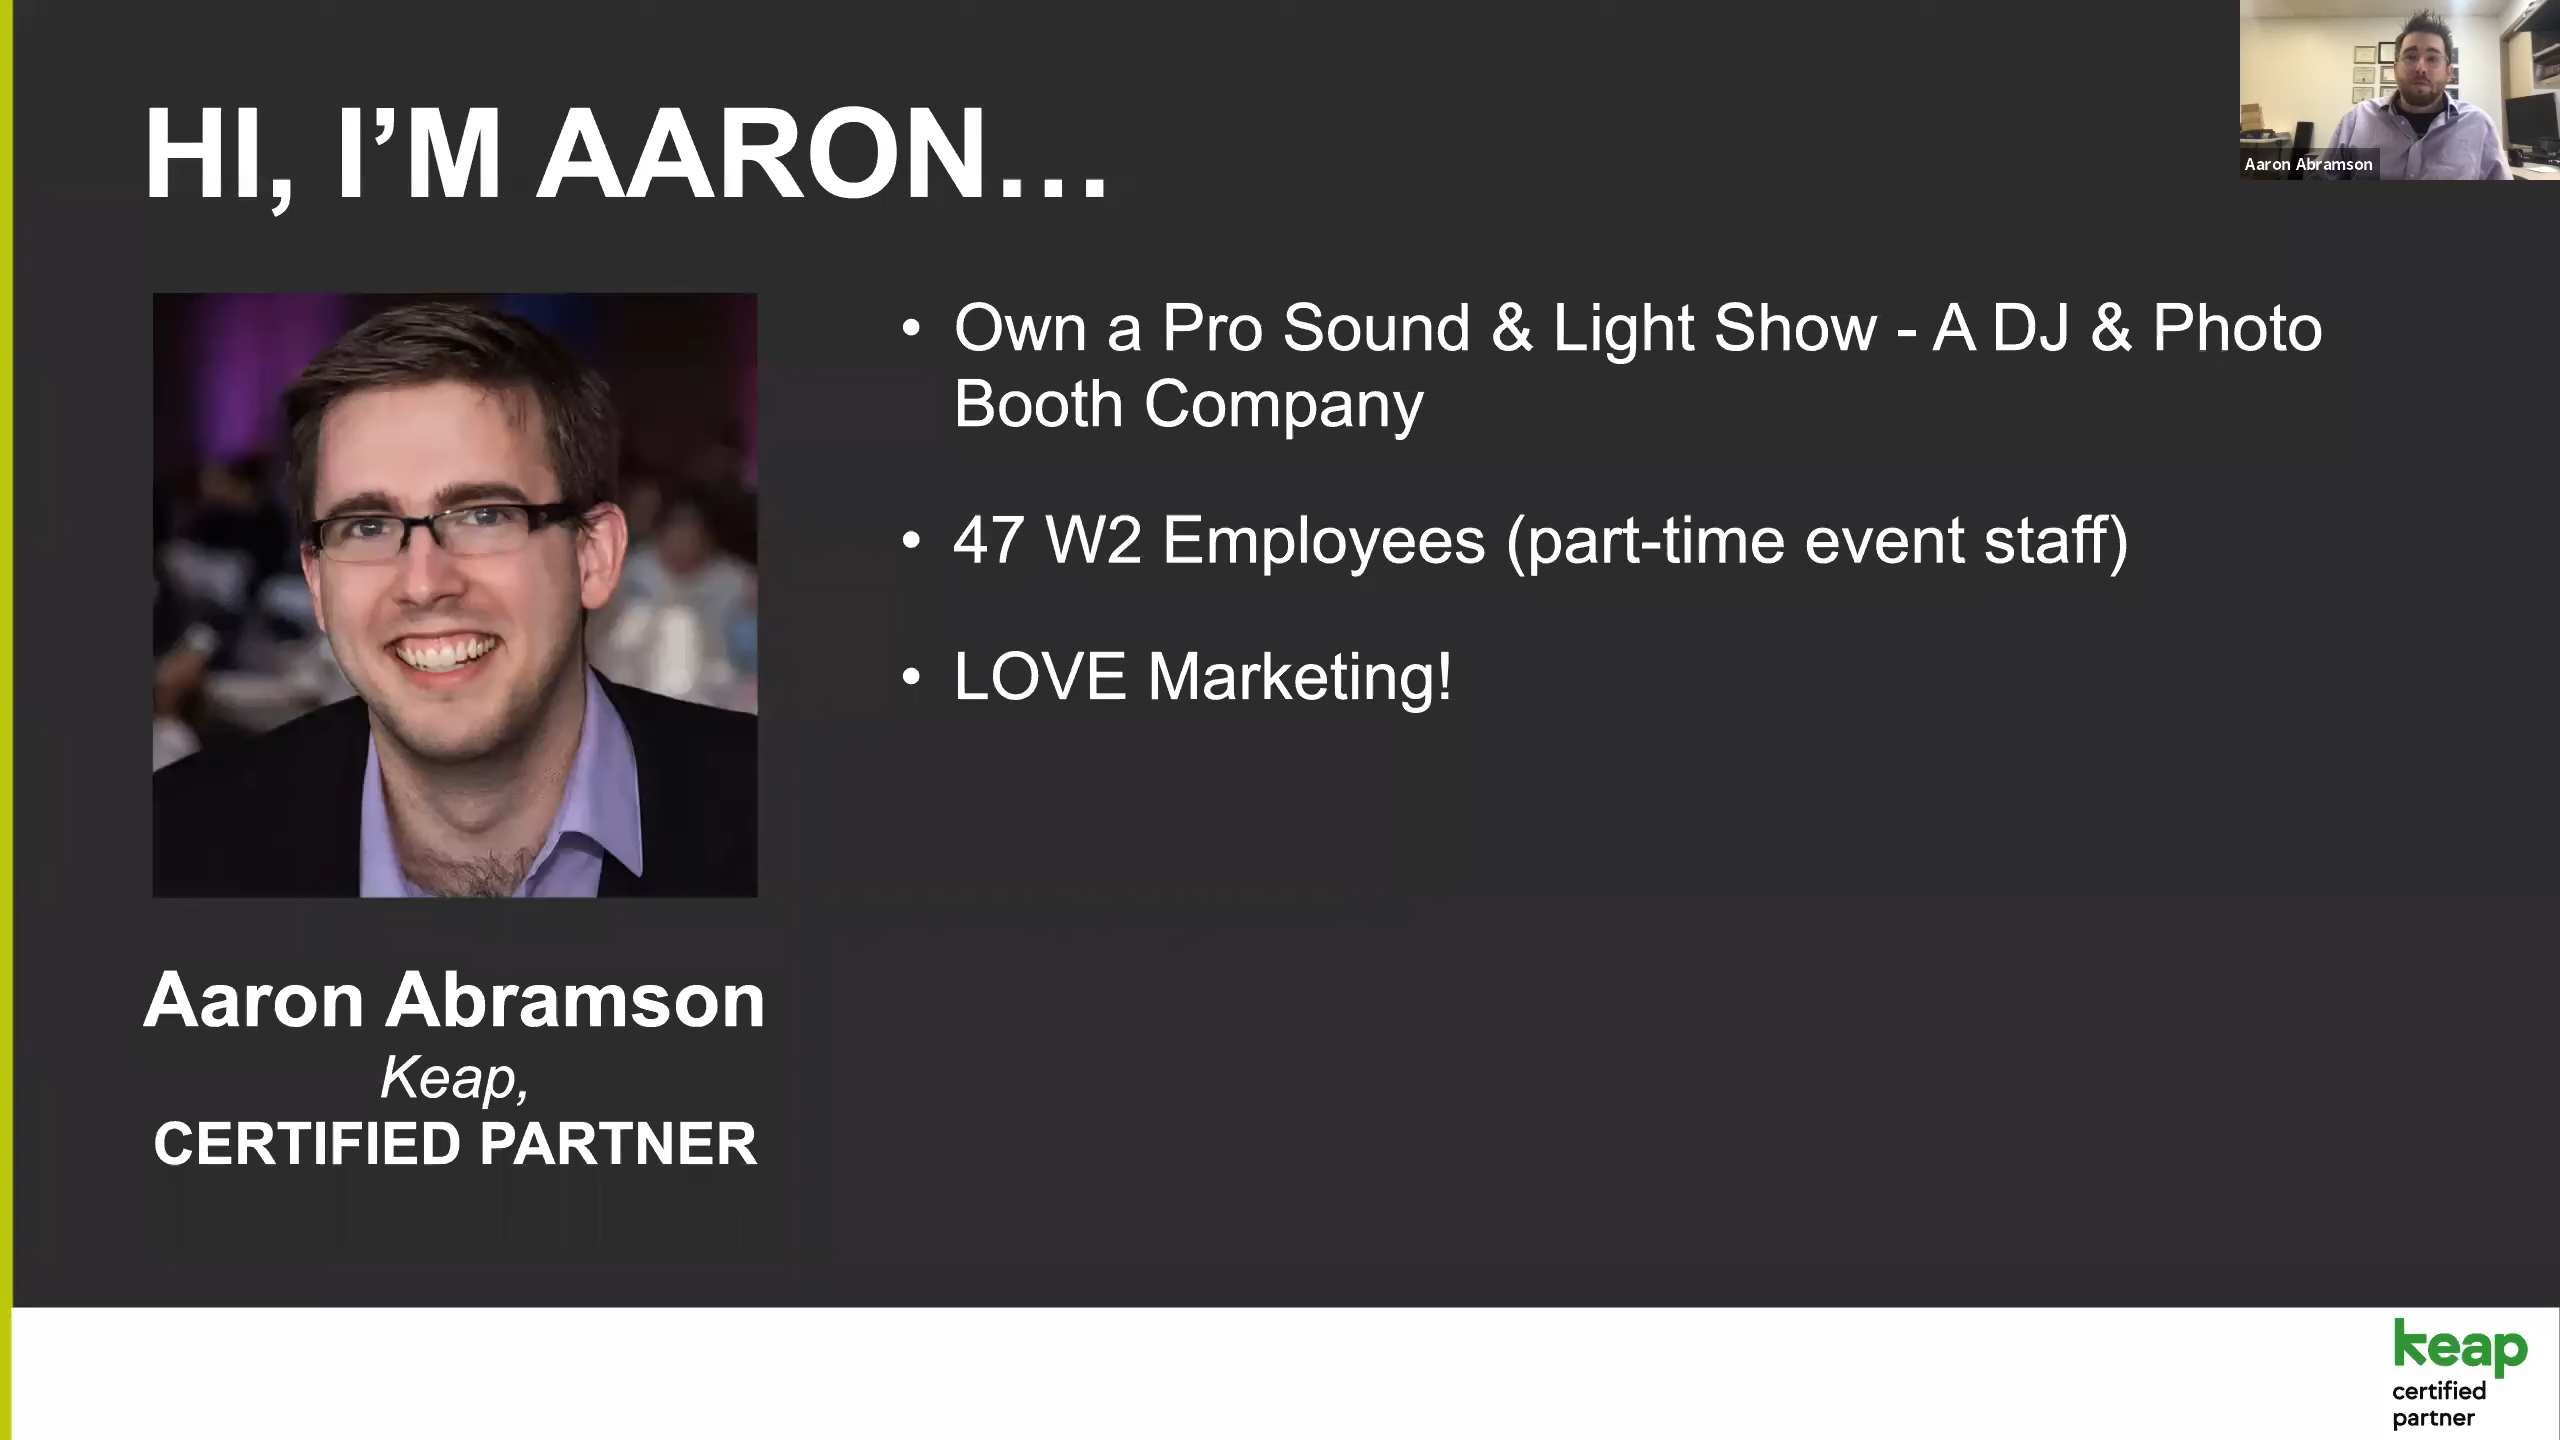 HI, I’M AARON…
Aaron Abramson
• Own a Pro Sound & Light Show - A DJ & Photo
Booth Company
• 47 W2 Employees (part-time event staff)
• LOVE Marketing!
Aaron Abramson
Keap,
CERTIFIED PARTNER
keap
certified
partner